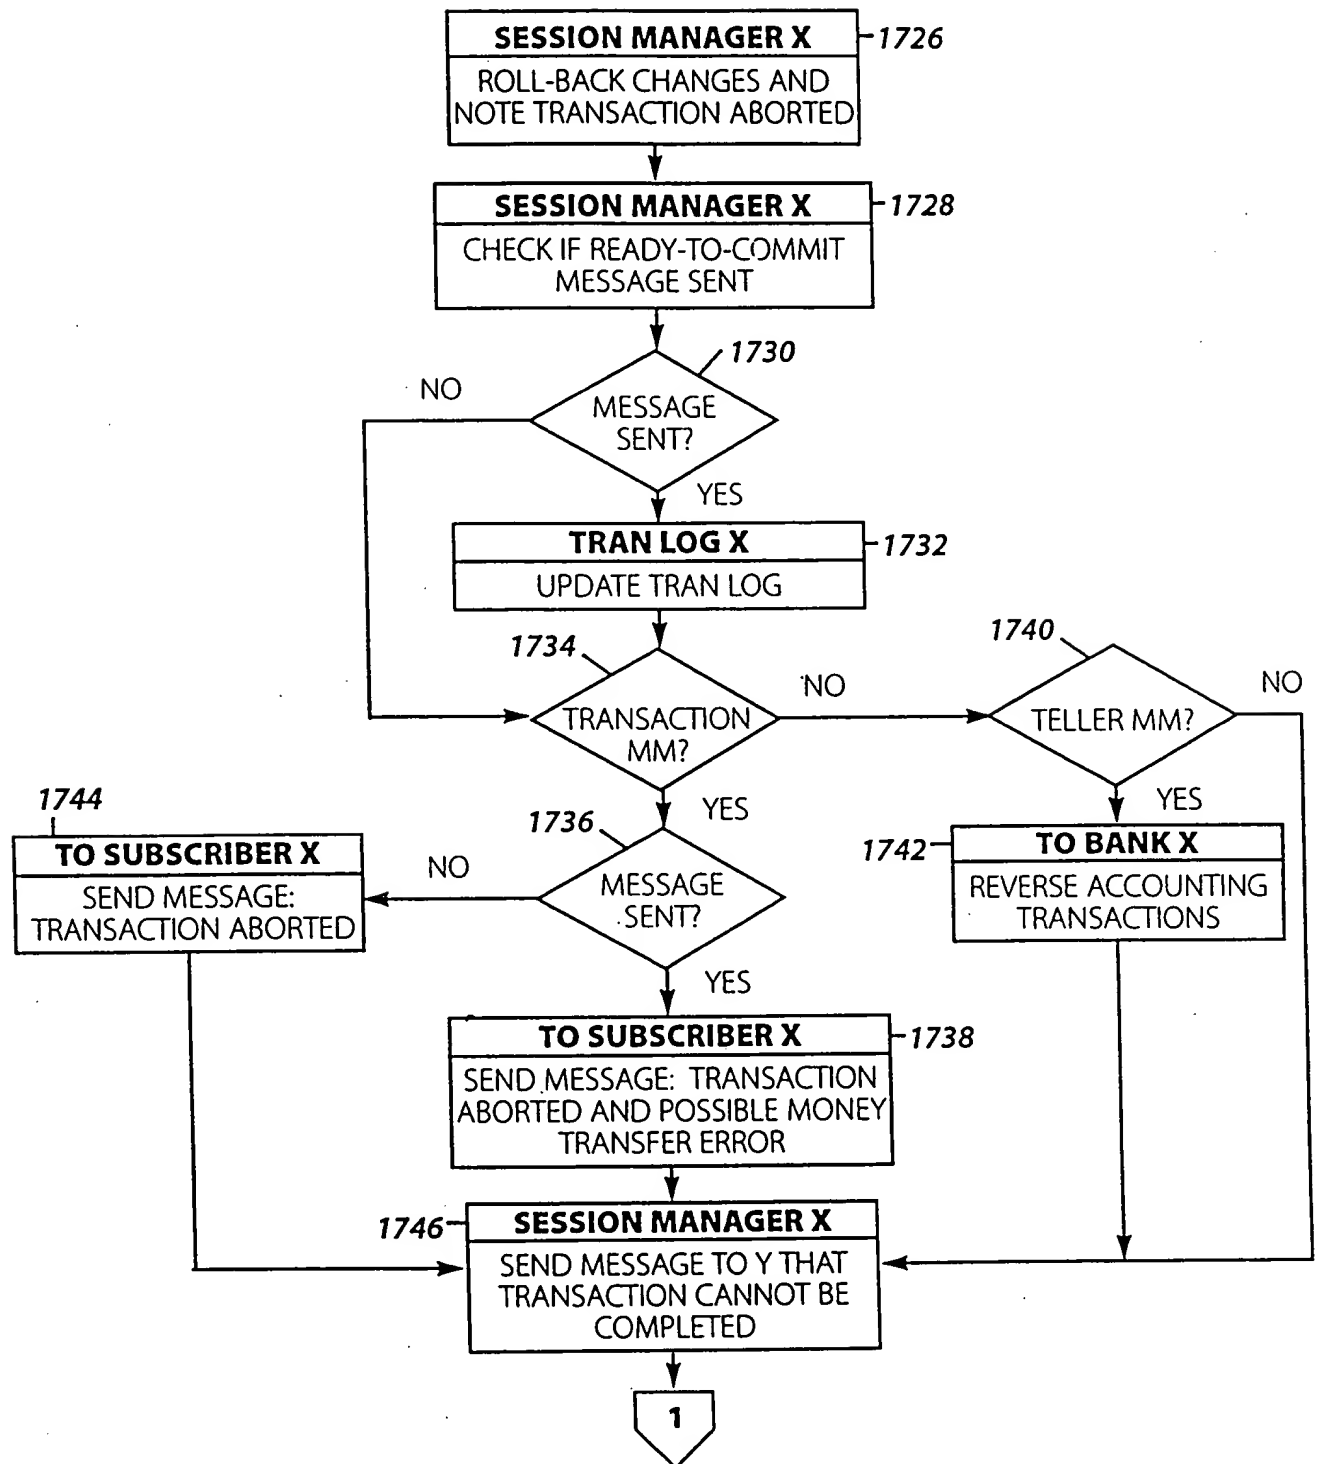 SESSION MANAGER X
1726
ROLL-BACK CHANGES AND
NOTE TRANSACTION ABORTED
SESSION MANAGER X
1728
CHECK IF READY-TO-COMMIT
MESSAGE SENT
1730
NO
MESSAGE
SENT?
YES
TRAN LOG X
1732
UPDATE TRAN LOG
1734
TRANSACTION
MM?
NO
1740
TELLER MM?
NO
YES
YES
1736
MESSAGE
SENT?
NO
1744
TO SUBSCRIBER X
SEND MESSAGE:
TRANSACTION ABORTED
1742
TO BANK X
REVERSE ACCOUNTING
TRANSACTIONS
YES
TO SUBSCRIBER X
1738
SEND MESSAGE: TRANSACTION
ABORTED AND POSSIBLE MONEY
TRANSFER ERROR
1746
SESSION MANAGER X
SEND MESSAGE TO Y THAT
TRANSACTION CANNOT BE
COMPLETED
1